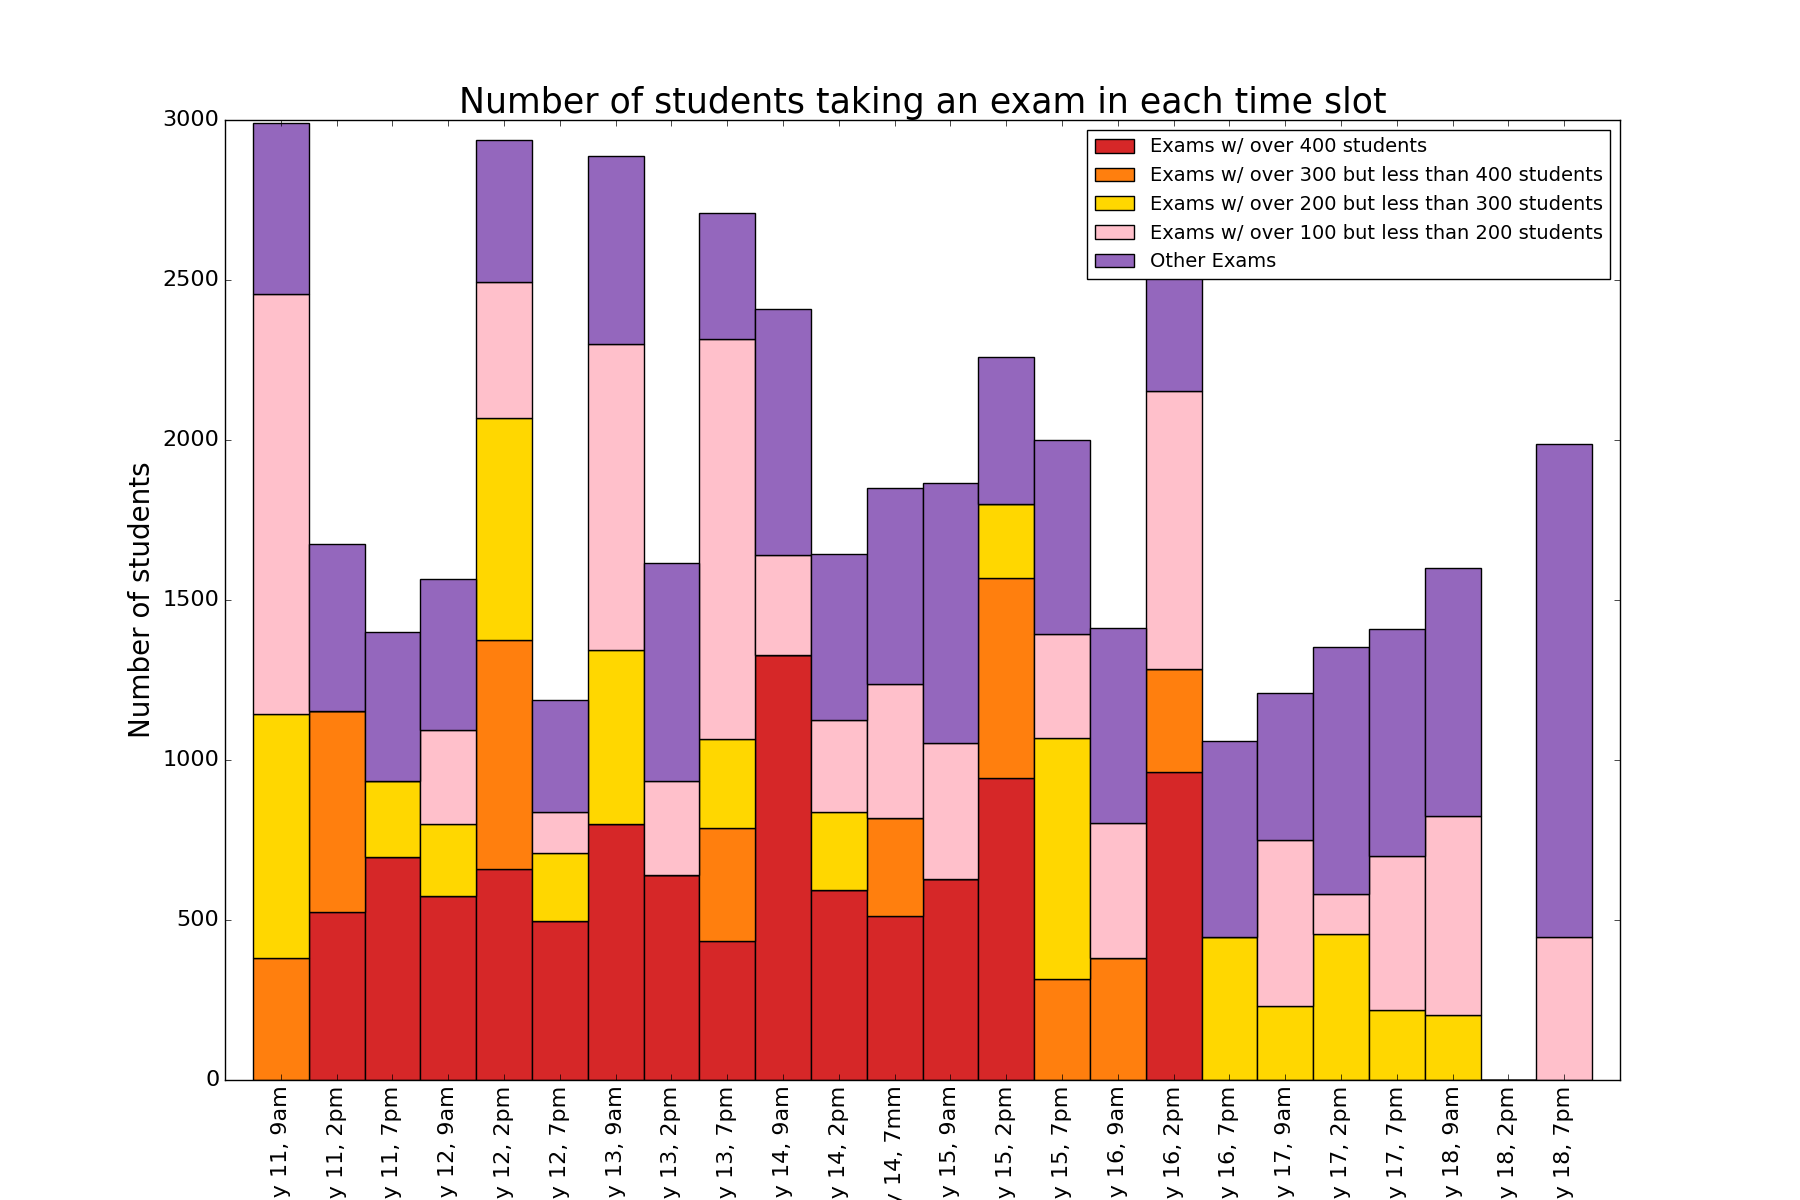 Number of students taking an exam in each time slot
Exams w/ over 400 students
Exams w/ over 300 but less than 400 students
Exams w/ over 200 but less than 300 students
Exams w/ over 100 but less than 200 students
Other Exams
Number of students
3000
2500
2000
1500
1000
500
0
y 11, 9am
y 11, 2pm
y 11, 7pm
y 12, 9am
y 12, 2pm
y 12, 7pm
y 13, 9am
y 13, 2pm
y 13, 7pm
y 14, 9am
y 14, 2pm
y 14, 7mm
y 15, 9am
y 15, 2pm
y 15, 7pm
y 16, 9am
y 16, 2pm
y 16, 7pm
y 17, 9am
y 17, 2pm
y 17, 7pm
y 18, 9am
y 18, 2pm
y 18, 7pm